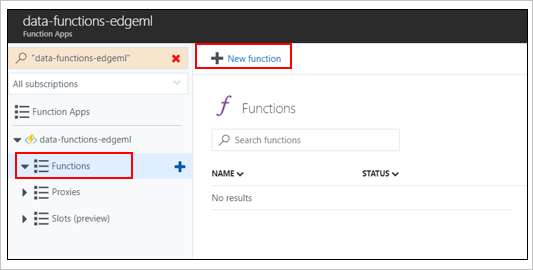 data-functions-edgeml
Function Apps
"data-functions-edgeml"
All subscriptions
Function Apps
data-functions-edgeml
Functions
Proxies
Slots (preview)
New function
Functions
Search functions
NAME STATUS
No results